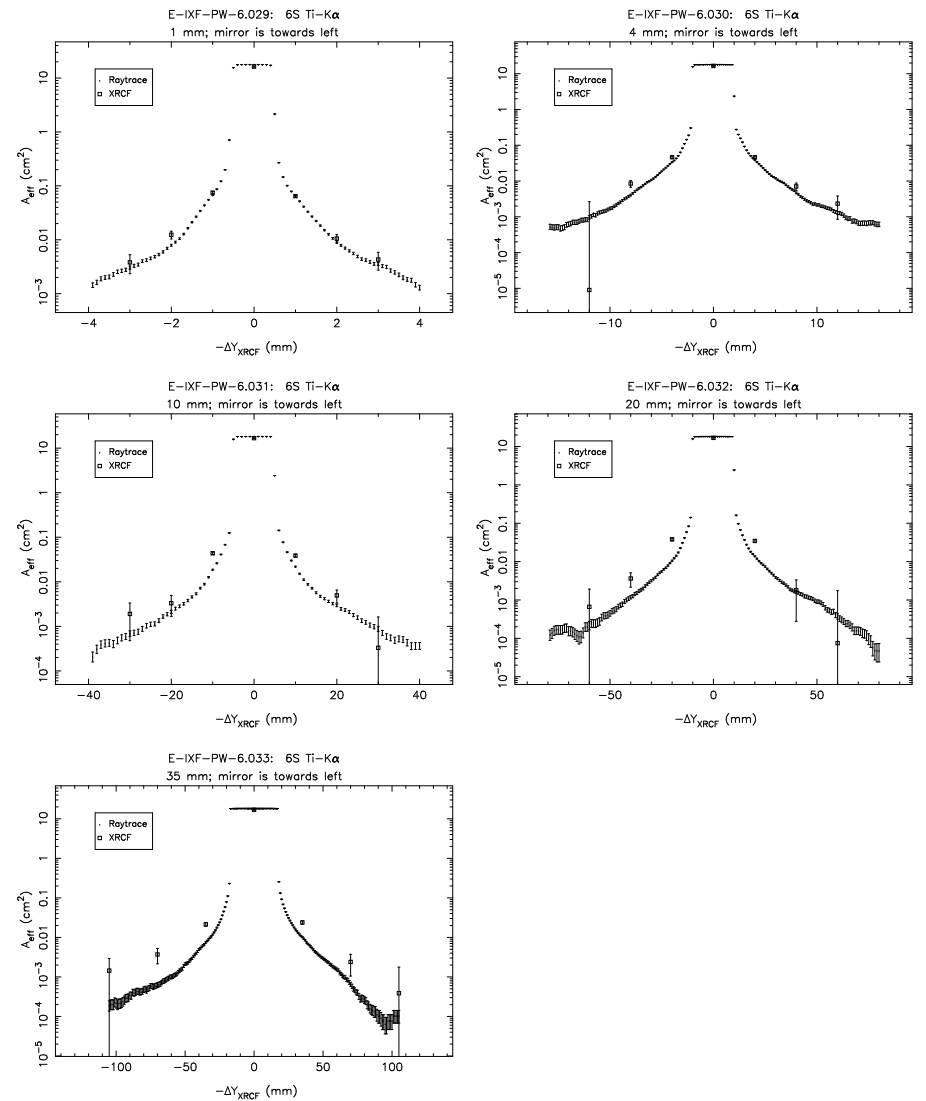 E-IXF-PW-6.029: 6S Ti-Kα
1 mm; mirror is towards left
Raytrace
XRCF
A_eff (cm²)
10
1
0.1
0.01
10⁻³
−4 −2 0 2 4
−ΔY_XRCF (mm)
E-IXF-PW-6.030: 6S Ti-Kα
4 mm; mirror is towards left
Raytrace
XRCF
A_eff (cm²)
10
1
0.1
0.01
10⁻³
10⁻⁴
10⁻⁵
−10 0 10
−ΔY_XRCF (mm)
E-IXF-PW-6.031: 6S Ti-Kα
10 mm; mirror is towards left
Raytrace
XRCF
A_eff (cm²)
10
1
0.1
0.01
10⁻³
10⁻⁴
−40 −20 0 20 40
−ΔY_XRCF (mm)
E-IXF-PW-6.032: 6S Ti-Kα
20 mm; mirror is towards left
Raytrace
XRCF
A_eff (cm²)
10
1
0.1
0.01
10⁻³
10⁻⁴
10⁻⁵
−50 0 50
−ΔY_XRCF (mm)
E-IXF-PW-6.033: 6S Ti-Kα
35 mm; mirror is towards left
Raytrace
XRCF
A_eff (cm²)
10
1
0.1
0.01
10⁻³
10⁻⁴
10⁻⁵
−100 −50 0 50 100
−ΔY_XRCF (mm)